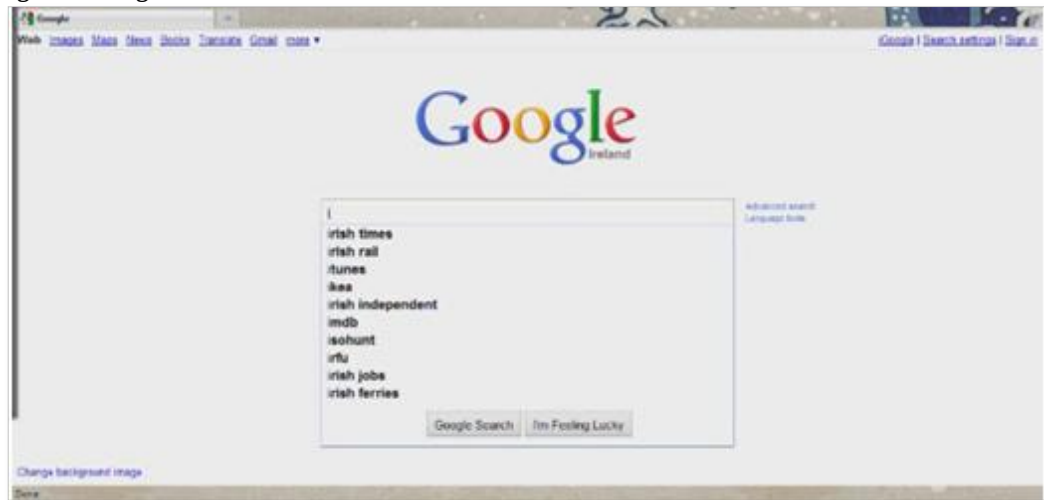 Google
Web Images Maps News Books Translate Gmail more ▼
iGoogle | Search settings | Sign in
Google
Ireland
i
Advanced search
Language tools
irish times
irish rail
itunes
ikea
irish independent
imdb
isohunt
irfu
irish jobs
irish ferries
Google Search I'm Feeling Lucky
Change background image
Done